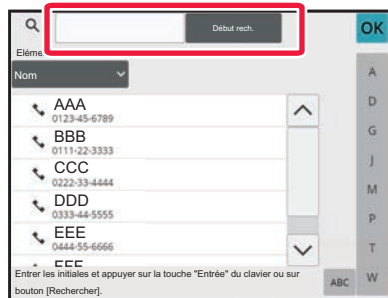 Début rech.
OK
Elém
Nom
A
D
G
J
M
P
T
W
ABC
AAA
0123-45-6789
BBB
0111-22-3333
CCC
0222-33-4444
DDD
0333-44-5555
EEE
0444-55-6666
FFF
Entrer les initiales et appuyer sur la touche "Entrée" du clavier ou sur
bouton [Rechercher].